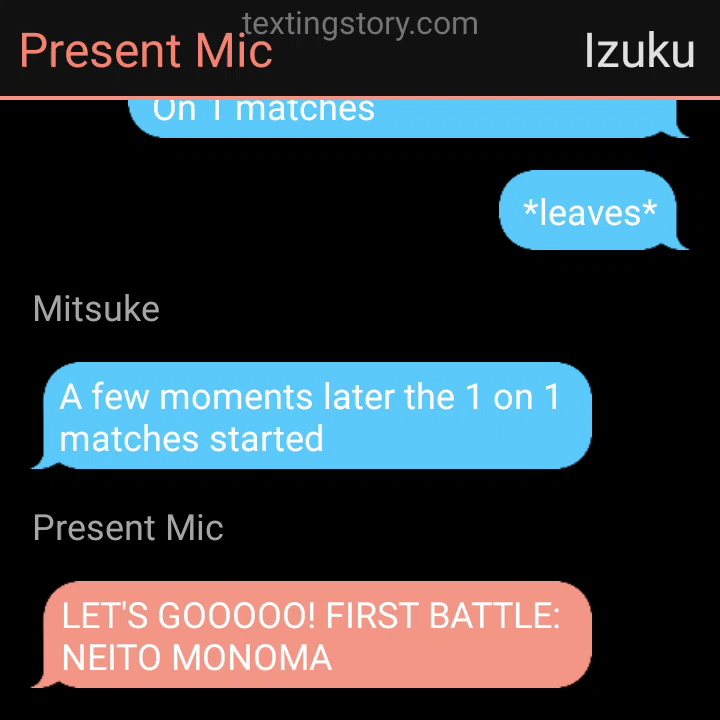 textingstory.com
Present Mic
Izuku
On 1 matches
*leaves*
Mitsuke
A few moments later the 1 on 1
matches started
Present Mic
LET'S GOOOOO! FIRST BATTLE:
NEITO MONOMA